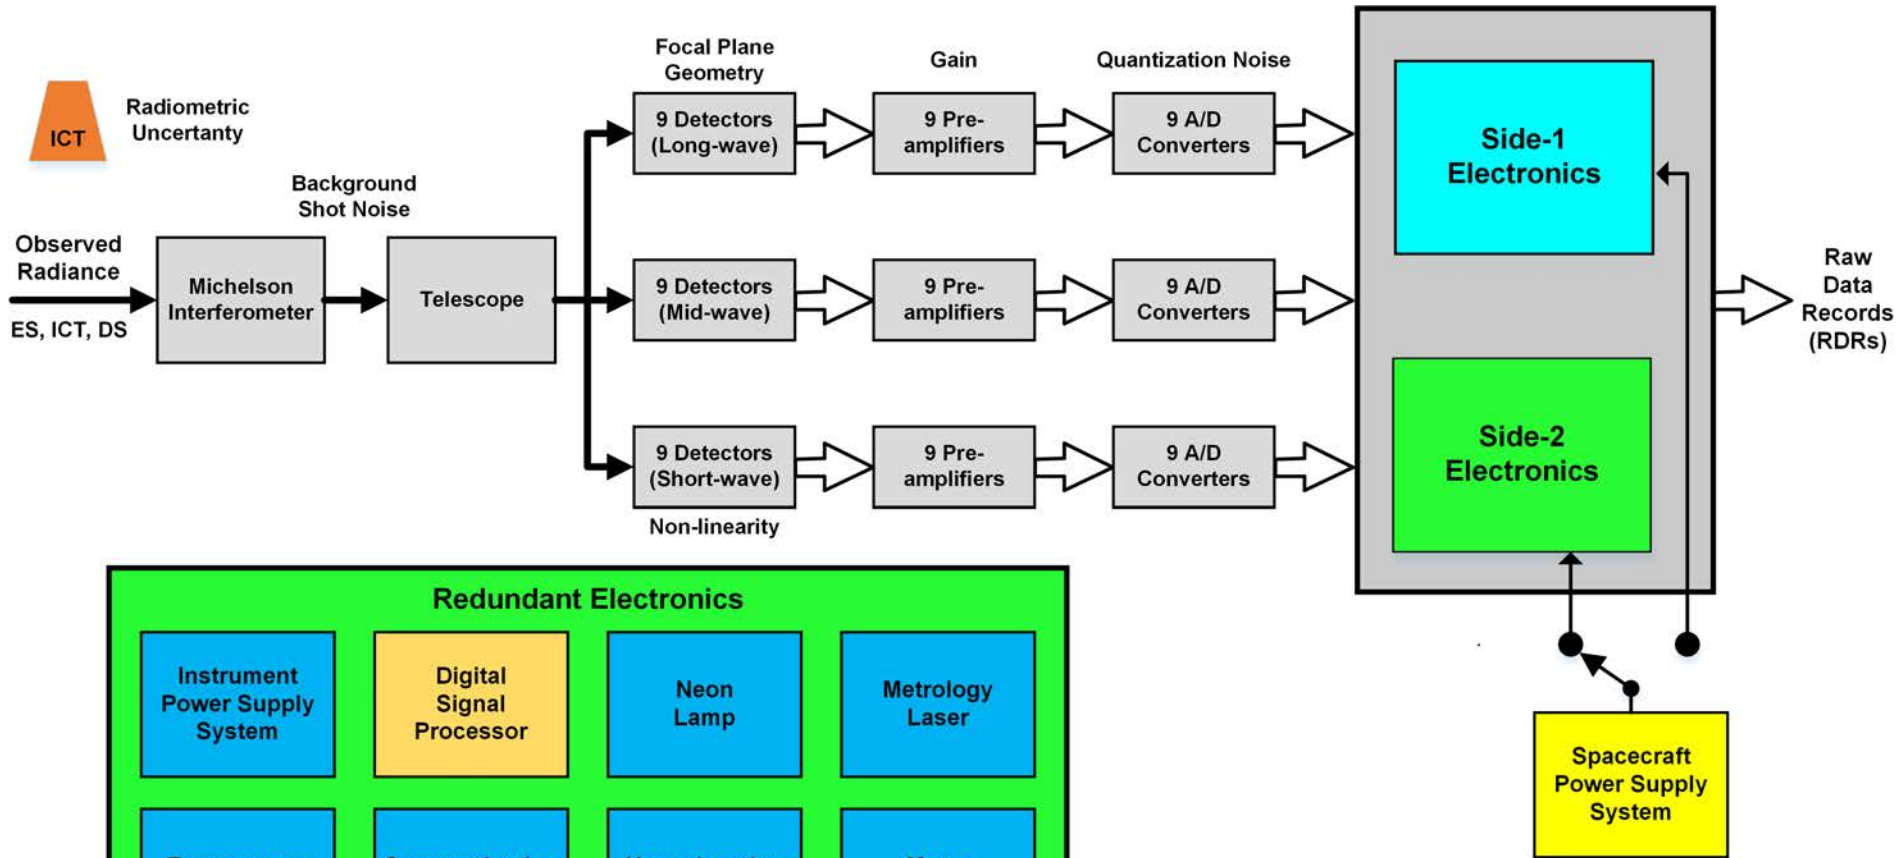 Focal Plane
Geometry
Gain
Quantization Noise
ICT
Radiometric
Uncertanty
9 Detectors
(Long-wave)
9 Pre-
amplifiers
9 A/D
Converters
Side-1
Electronics
Background
Shot Noise
Observed
Radiance
ES, ICT, DS
Michelson
Interferometer
Telescope
9 Detectors
(Mid-wave)
9 Pre-
amplifiers
9 A/D
Converters
Raw
Data
Records
(RDRs)
9 Detectors
(Short-wave)
Non-linearity
9 Pre-
amplifiers
9 A/D
Converters
Side-2
Electronics
Redundant Electronics
Instrument
Power Supply
System
Digital
Signal
Processor
Neon
Lamp
Metrology
Laser
Spacecraft
Power Supply
System